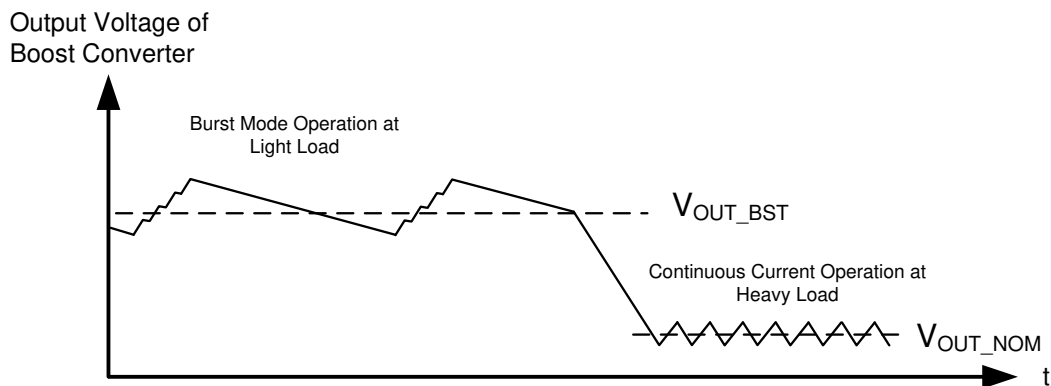 Output Voltage of
Boost Converter
Burst Mode Operation at
Light Load
VOUT_BST
Continuous Current Operation at
Heavy Load
VOUT_NOM
t